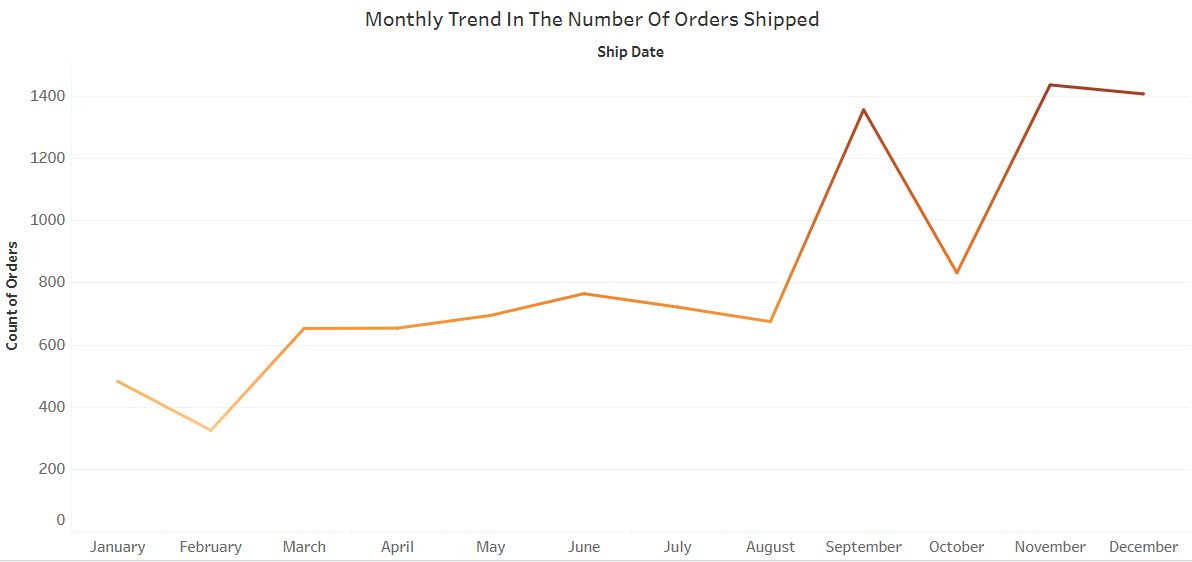 Monthly Trend In The Number Of Orders Shipped
Ship Date
Count of Orders
1400
1200
1000
800
600
400
200
0
January February March April May June July August September October November December